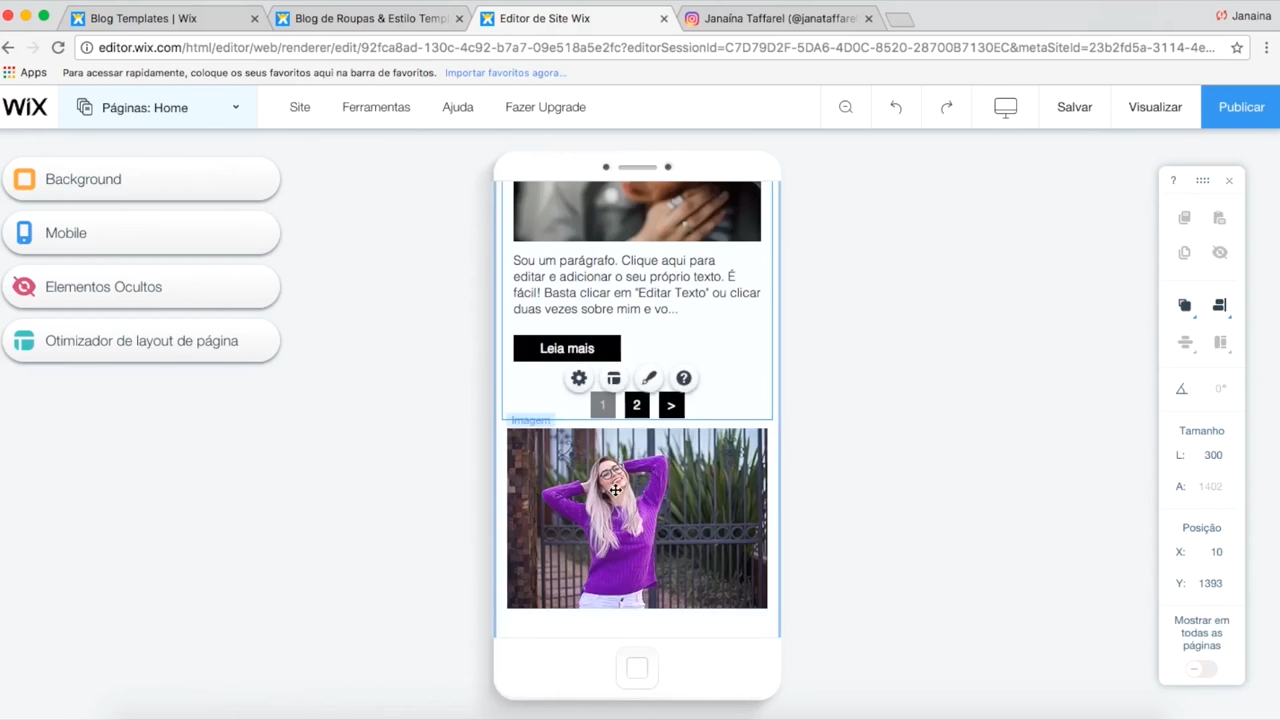 Blog Templates | Wix
Blog de Roupas & Estilo Templ
Editor de Site Wix
Janaína Taffarel (@janataffarel
Janaina
editor.wix.com/html/editor/web/renderer/edit/92fca8ad-130c-4c92-b7a7-09e518a5e2fc?editorSessionId=C7D79D2F-5DA6-4D0C-8520-28700B7130EC&metaSiteId=23b2fd5a-3114-4e...
Apps
Para acessar rapidamente, coloque os seus favoritos aqui na barra de favoritos.
Importar favoritos agora...
WiX
Páginas: Home
Site
Ferramentas
Ajuda
Fazer Upgrade
Salvar
Visualizar
Publicar
Background
Mobile
Elementos Ocultos
Otimizador de layout de página
Sou um parágrafo. Clique aqui para
editar e adicionar o seu próprio texto. É
fácil! Basta clicar em "Editar Texto" ou clicar
duas vezes sobre mim e vo...
Leia mais
?
1 2 >
Imagem
?
0°
Tamanho
L: 300
A: 1402
Posição
X: 10
Y: 1393
Mostrar em
todas as
páginas